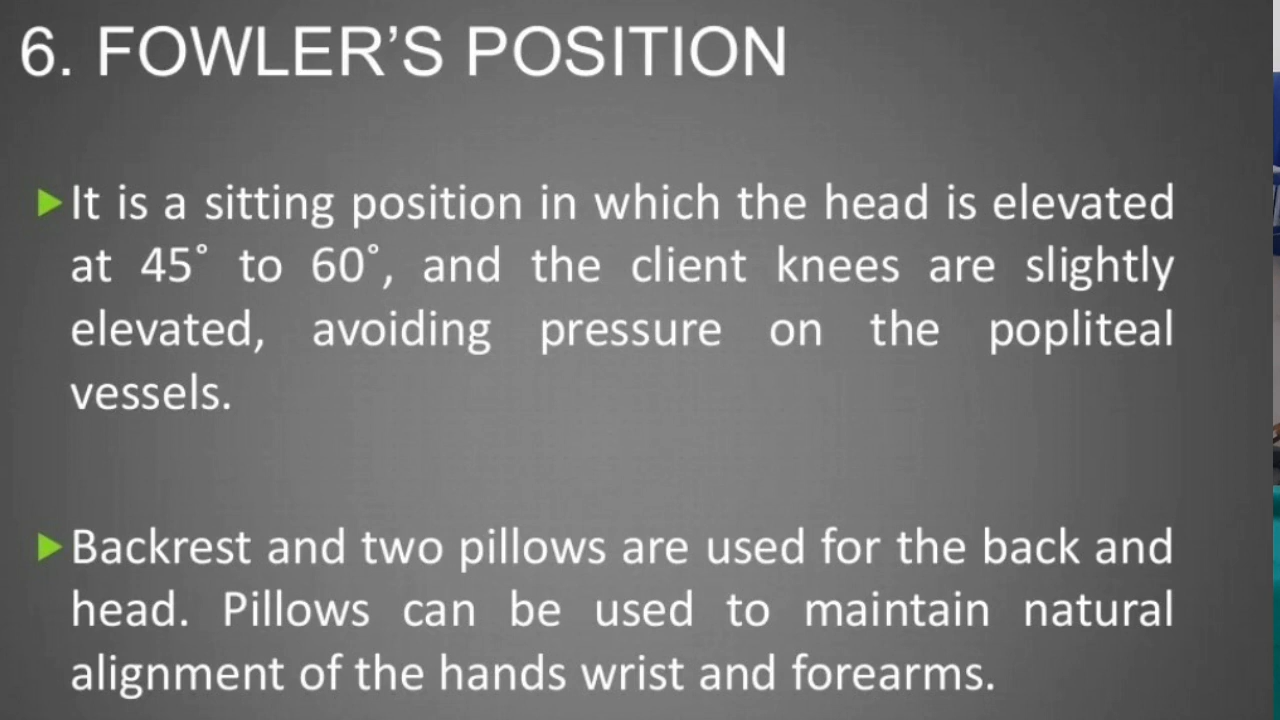 6. FOWLER’S POSITION
It is a sitting position in which the head is elevated
at 45˚ to 60˚, and the client knees are slightly
elevated, avoiding pressure on the popliteal
vessels.
Backrest and two pillows are used for the back and
head. Pillows can be used to maintain natural
alignment of the hands wrist and forearms.